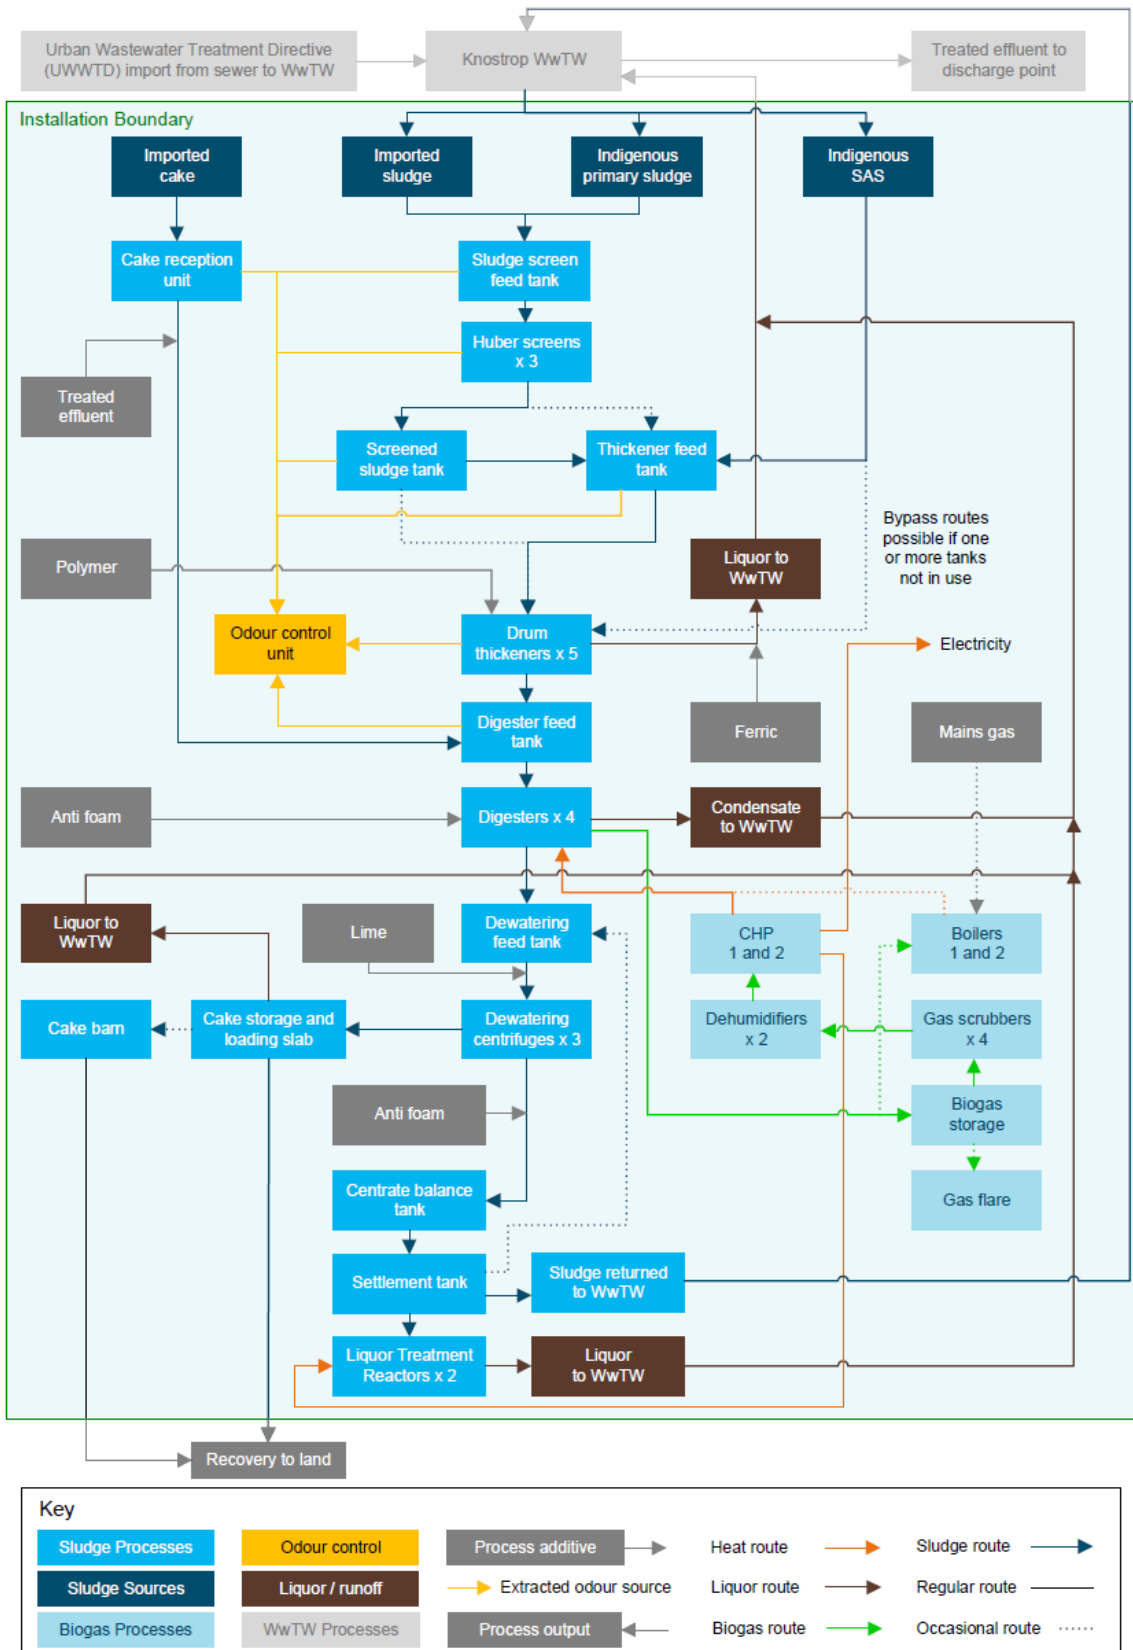 Urban Wastewater Treatment Directive
(UWWTD) import from sewer to WwTW
Knostrop WwTW
Treated effluent to
discharge point
Installation Boundary
Imported
cake
Imported
sludge
Indigenous
primary sludge
Indigenous
SAS
Cake reception
unit
Sludge screen
feed tank
Huber screens
x 3
Treated
effluent
Screened
sludge tank
Thickener feed
tank
Bypass routes
possible if one
or more tanks
not in use
Polymer
Liquor to
WwTW
Odour control
unit
Drum
thickeners x 5
Electricity
Digester feed
tank
Ferric
Mains gas
Anti foam
Digesters x 4
Condensate
to WwTW
Liquor to
WwTW
Lime
Dewatering
feed tank
CHP
1 and 2
Boilers
1 and 2
Cake barn
Cake storage and
loading slab
Dewatering
centrifuges x 3
Dehumidifiers
x 2
Gas scrubbers
x 4
Anti foam
Biogas
storage
Centrate balance
tank
Gas flare
Settlement tank
Sludge returned
to WwTW
Liquor Treatment
Reactors x 2
Liquor
to WwTW
Recovery to land
Key
Sludge Processes
Odour control
Process additive
Heat route
Sludge route
Sludge Sources
Liquor / runoff
Extracted odour source
Liquor route
Regular route
Biogas Processes
WwTW Processes
Process output
Biogas route
Occasional route